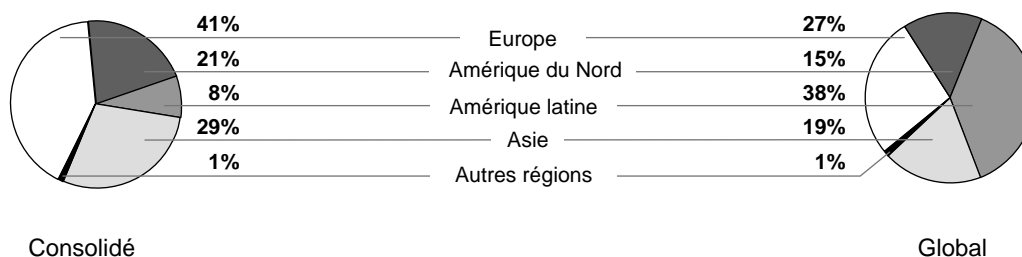 41% Europe 27%
21% Amérique du Nord 15%
8% Amérique latine 38%
29% Asie 19%
1% Autres régions 1%
Consolidé Global